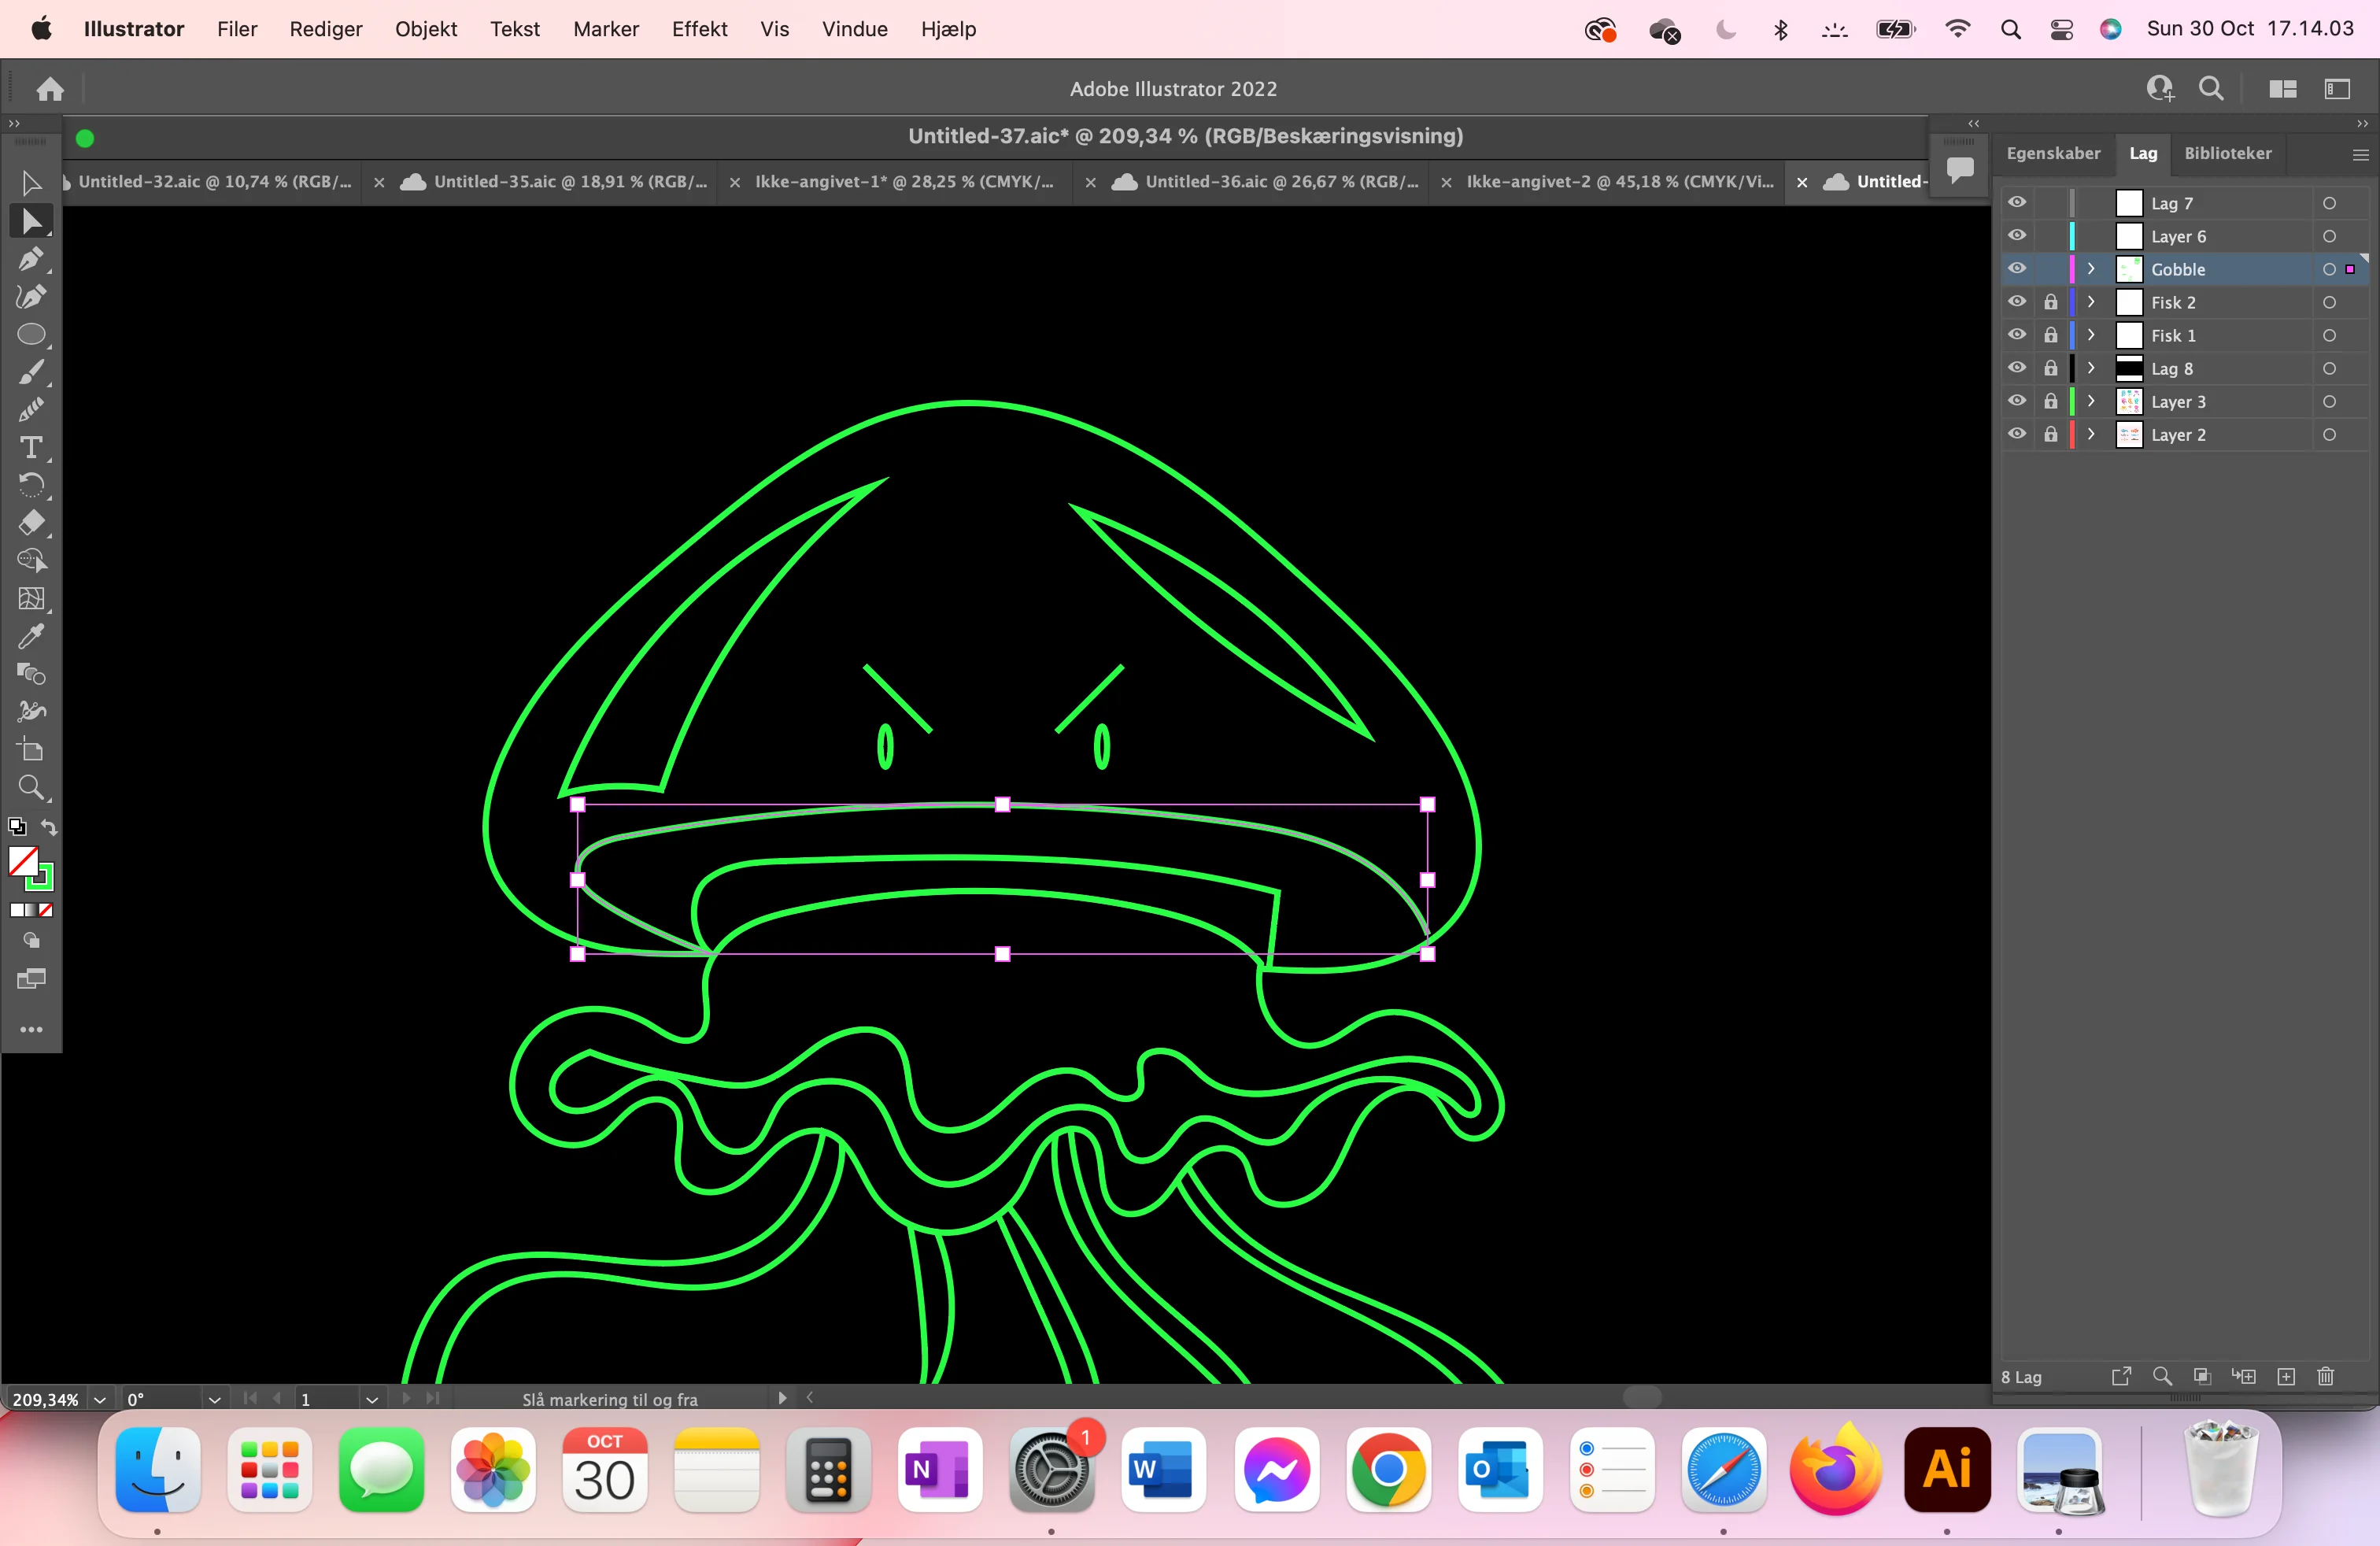 Illustrator Filer Rediger Objekt Tekst Marker Effekt Vis Vindue Hjælp Sun 30 Oct 17.14.03
Adobe Illustrator 2022
Untitled-37.aic* @ 209,34 % (RGB/Beskæringsvisning)
Untitled-32.aic @ 10,74 % (RGB/... Untitled-35.aic @ 18,91 % (RGB/... Ikke-angivet-1* @ 28,25 % (CMYK/... Untitled-36.aic @ 26,67 % (RGB/... Ikke-angivet-2 @ 45,18 % (CMYK/Vi... Untitled-
Egenskaber Lag Biblioteker
Lag 7
Layer 6
Gobble
Fisk 2
Fisk 1
Lag 8
Layer 3
Layer 2
8 Lag
209,34% 0° 1 Slå markering til og fra
OCT
30
N
1
W
O
Ai